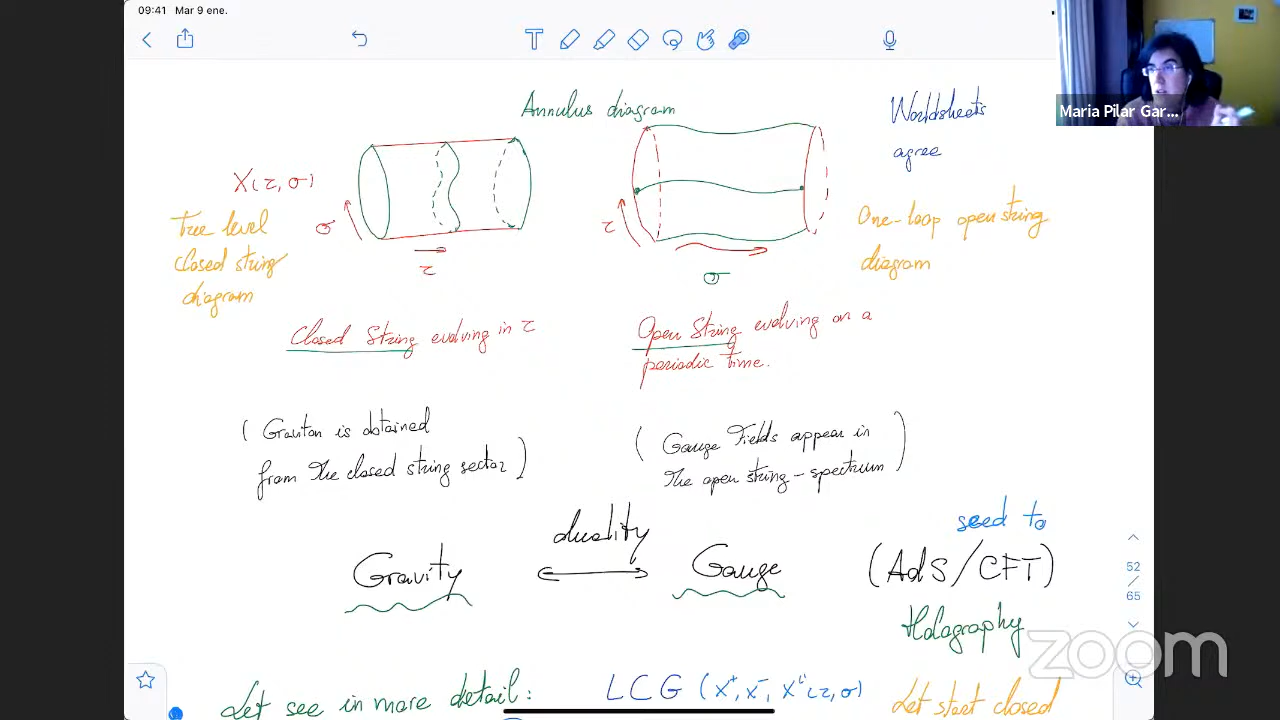 09:41 Mar 9 ene.
Maria Pilar Gar...
Annulus diagram
Worldsheets
agree
X(τ, σ)
Tree level
closed string
diagram
σ
τ
τ
σ
One-loop open string
diagram
Closed String evolving in τ
Open String evolving on a
periodic time.
( Graviton is obtained
from the closed string sector )
( Gauge Fields appear in
the open string-spectrum )
duality
seed to
Gravity
Gauge
(AdS/CFT)
Holography
52
/
65
zoom
Let see in more detail:
LCG (X⁺, X⁻, Xⁱ(τ, σ)
Let start closed